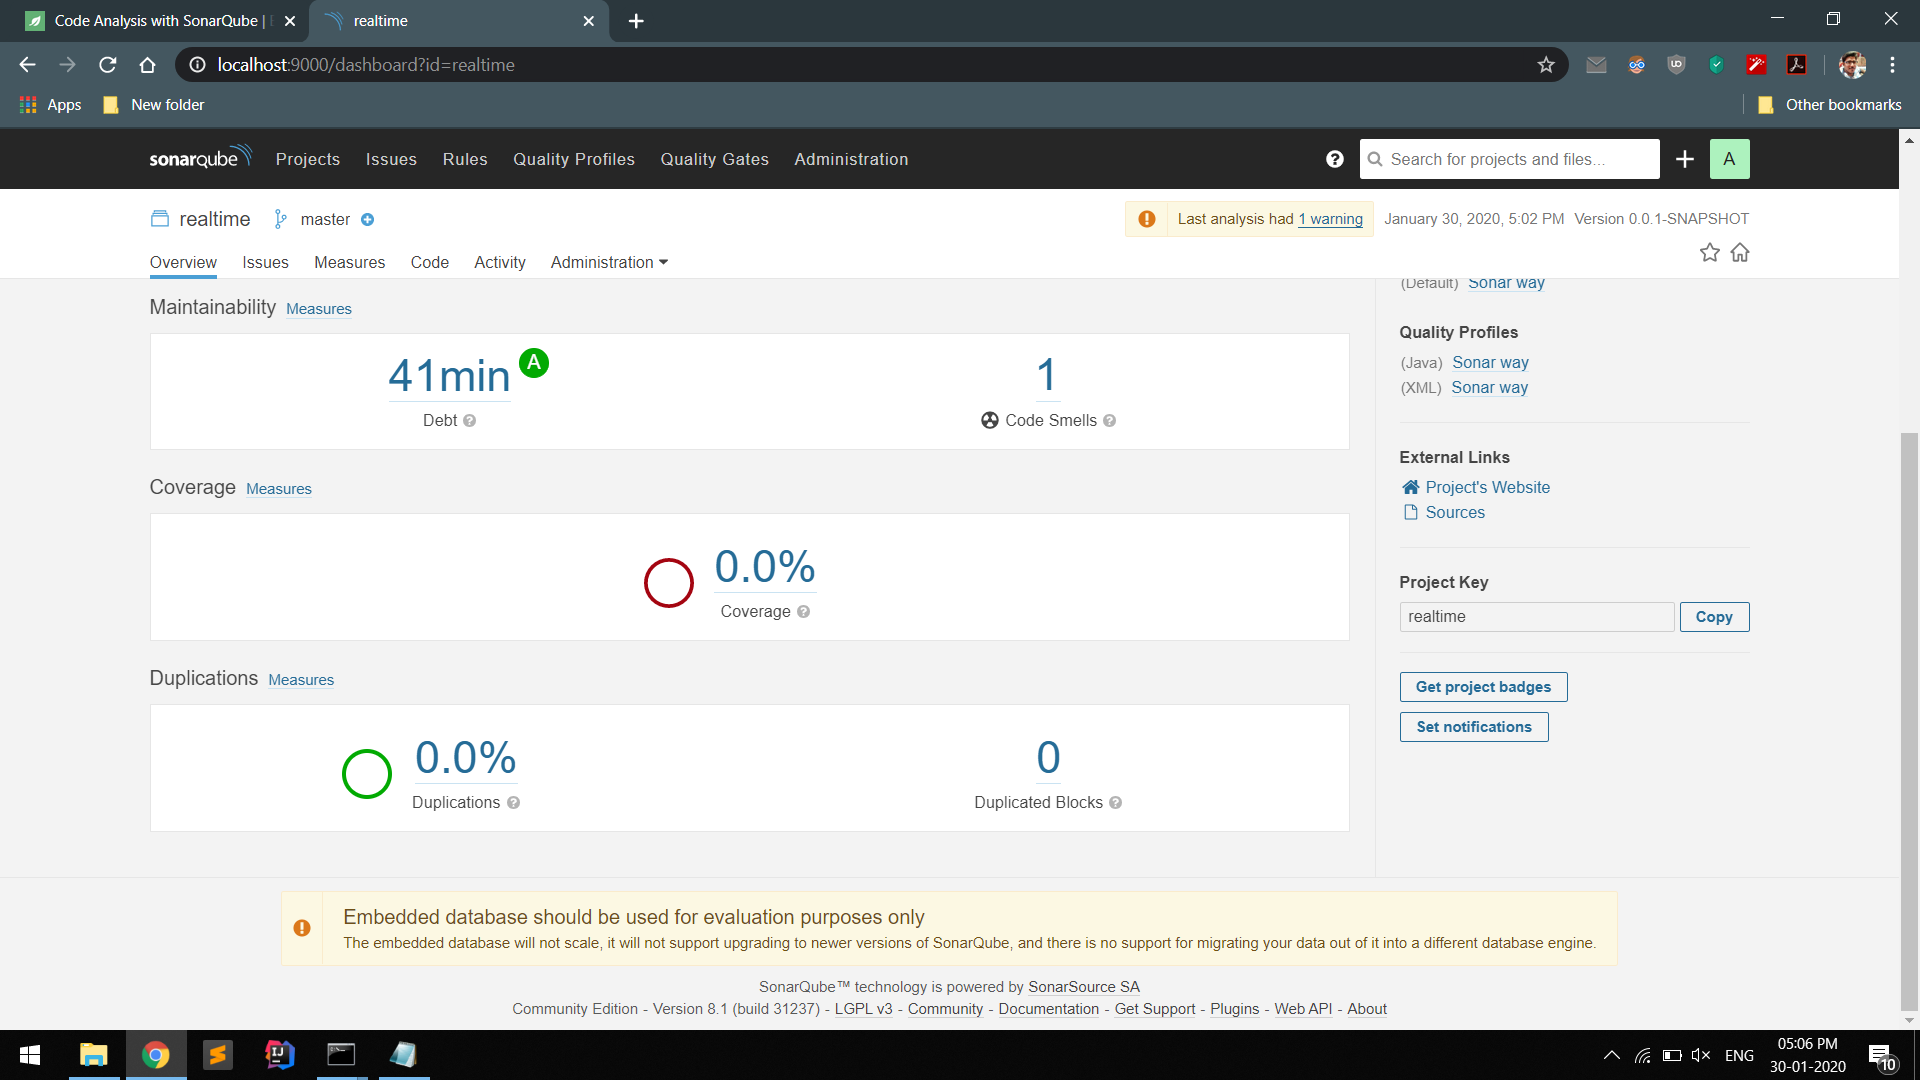 Code Analysis with SonarQube |
realtime
localhost:9000/dashboard?id=realtime
Apps
New folder
Other bookmarks
sonarqube
Projects
Issues
Rules
Quality Profiles
Quality Gates
Administration
Search for projects and files...
A
realtime
master
Last analysis had 1 warning
January 30, 2020, 5:02 PM
Version 0.0.1-SNAPSHOT
Overview
Issues
Measures
Code
Activity
Administration
Maintainability Measures
41min A
Debt
1
Code Smells
Coverage Measures
0.0%
Coverage
Duplications Measures
0.0%
Duplications
0
Duplicated Blocks
(Default) Sonar way
Quality Profiles
(Java) Sonar way
(XML) Sonar way
External Links
Project's Website
Sources
Project Key
realtime
Copy
Get project badges
Set notifications
Embedded database should be used for evaluation purposes only
The embedded database will not scale, it will not support upgrading to newer versions of SonarQube, and there is no support for migrating your data out of it into a different database engine.
SonarQube™ technology is powered by SonarSource SA
Community Edition - Version 8.1 (build 31237) - LGPL v3 - Community - Documentation - Get Support - Plugins - Web API - About
IJ
ENG
05:06 PM
30-01-2020
10